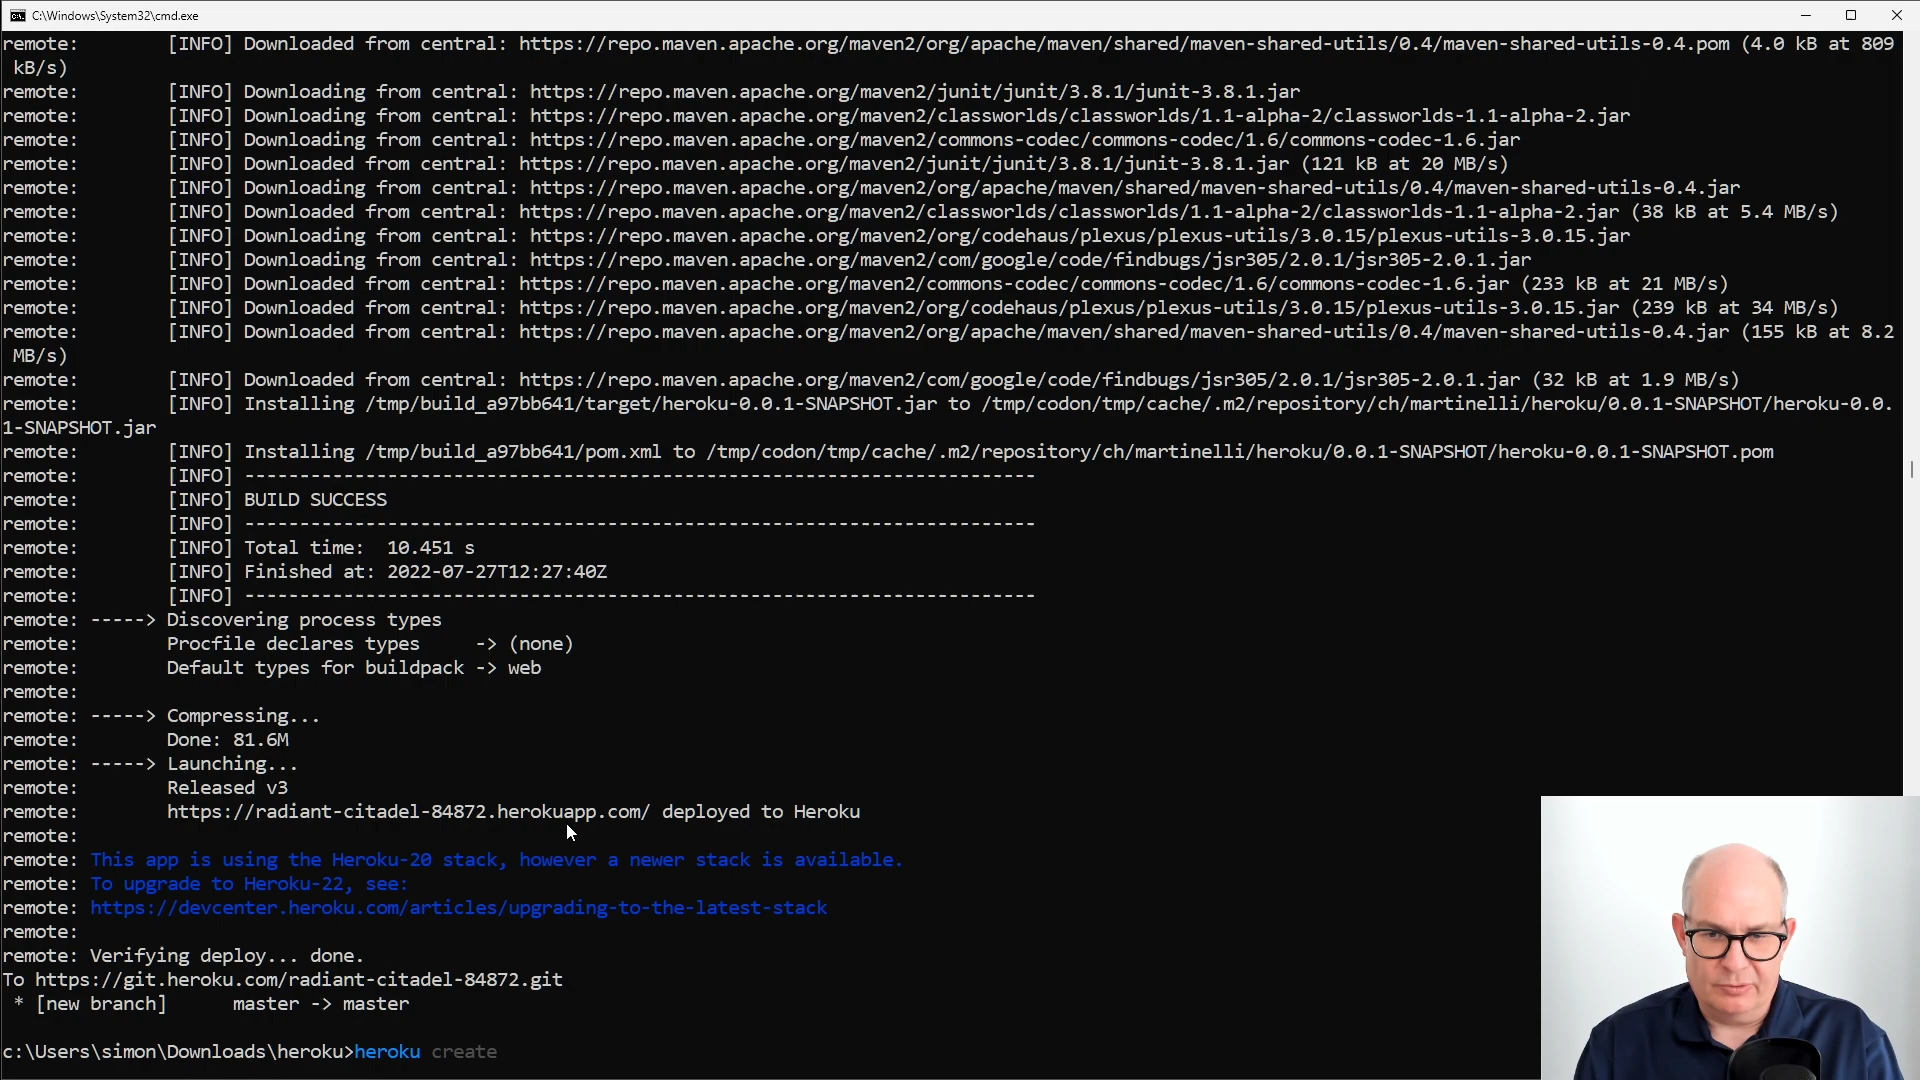 C:\Windows\System32\cmd.exe
remote:        [INFO] Downloaded from central: https://repo.maven.apache.org/maven2/org/apache/maven/shared/maven-shared-utils/0.4/maven-shared-utils-0.4.pom (4.0 kB at 809
 kB/s)
remote:        [INFO] Downloading from central: https://repo.maven.apache.org/maven2/junit/junit/3.8.1/junit-3.8.1.jar
remote:        [INFO] Downloading from central: https://repo.maven.apache.org/maven2/classworlds/classworlds/1.1-alpha-2/classworlds-1.1-alpha-2.jar
remote:        [INFO] Downloading from central: https://repo.maven.apache.org/maven2/commons-codec/commons-codec/1.6/commons-codec-1.6.jar
remote:        [INFO] Downloaded from central: https://repo.maven.apache.org/maven2/junit/junit/3.8.1/junit-3.8.1.jar (121 kB at 20 MB/s)
remote:        [INFO] Downloading from central: https://repo.maven.apache.org/maven2/org/apache/maven/shared/maven-shared-utils/0.4/maven-shared-utils-0.4.jar
remote:        [INFO] Downloaded from central: https://repo.maven.apache.org/maven2/classworlds/classworlds/1.1-alpha-2/classworlds-1.1-alpha-2.jar (38 kB at 5.4 MB/s)
remote:        [INFO] Downloading from central: https://repo.maven.apache.org/maven2/org/codehaus/plexus/plexus-utils/3.0.15/plexus-utils-3.0.15.jar
remote:        [INFO] Downloading from central: https://repo.maven.apache.org/maven2/com/google/code/findbugs/jsr305/2.0.1/jsr305-2.0.1.jar
remote:        [INFO] Downloaded from central: https://repo.maven.apache.org/maven2/commons-codec/commons-codec/1.6/commons-codec-1.6.jar (233 kB at 21 MB/s)
remote:        [INFO] Downloaded from central: https://repo.maven.apache.org/maven2/org/codehaus/plexus/plexus-utils/3.0.15/plexus-utils-3.0.15.jar (239 kB at 34 MB/s)
remote:        [INFO] Downloaded from central: https://repo.maven.apache.org/maven2/org/apache/maven/shared/maven-shared-utils/0.4/maven-shared-utils-0.4.jar (155 kB at 8.2
 MB/s)
remote:        [INFO] Downloaded from central: https://repo.maven.apache.org/maven2/com/google/code/findbugs/jsr305/2.0.1/jsr305-2.0.1.jar (32 kB at 1.9 MB/s)
remote:        [INFO] Installing /tmp/build_a97bb641/target/heroku-0.0.1-SNAPSHOT.jar to /tmp/codon/tmp/cache/.m2/repository/ch/martinelli/heroku/0.0.1-SNAPSHOT/heroku-0.0.
1-SNAPSHOT.jar
remote:        [INFO] Installing /tmp/build_a97bb641/pom.xml to /tmp/codon/tmp/cache/.m2/repository/ch/martinelli/heroku/0.0.1-SNAPSHOT/heroku-0.0.1-SNAPSHOT.pom
remote:        [INFO] ------------------------------------------------------------------------
remote:        [INFO] BUILD SUCCESS
remote:        [INFO] ------------------------------------------------------------------------
remote:        [INFO] Total time:  10.451 s
remote:        [INFO] Finished at: 2022-07-27T12:27:40Z
remote:        [INFO] ------------------------------------------------------------------------
remote: -----> Discovering process types
remote:        Procfile declares types     -> (none)
remote:        Default types for buildpack -> web
remote:
remote: -----> Compressing...
remote:        Done: 81.6M
remote: -----> Launching...
remote:        Released v3
remote:        https://radiant-citadel-84872.herokuapp.com/ deployed to Heroku
remote:
remote: This app is using the Heroku-20 stack, however a newer stack is available.
remote: To upgrade to Heroku-22, see:
remote: https://devcenter.heroku.com/articles/upgrading-to-the-latest-stack
remote:
remote: Verifying deploy... done.
To https://git.heroku.com/radiant-citadel-84872.git
 * [new branch]      master -> master
c:\Users\simon\Downloads\heroku>heroku create